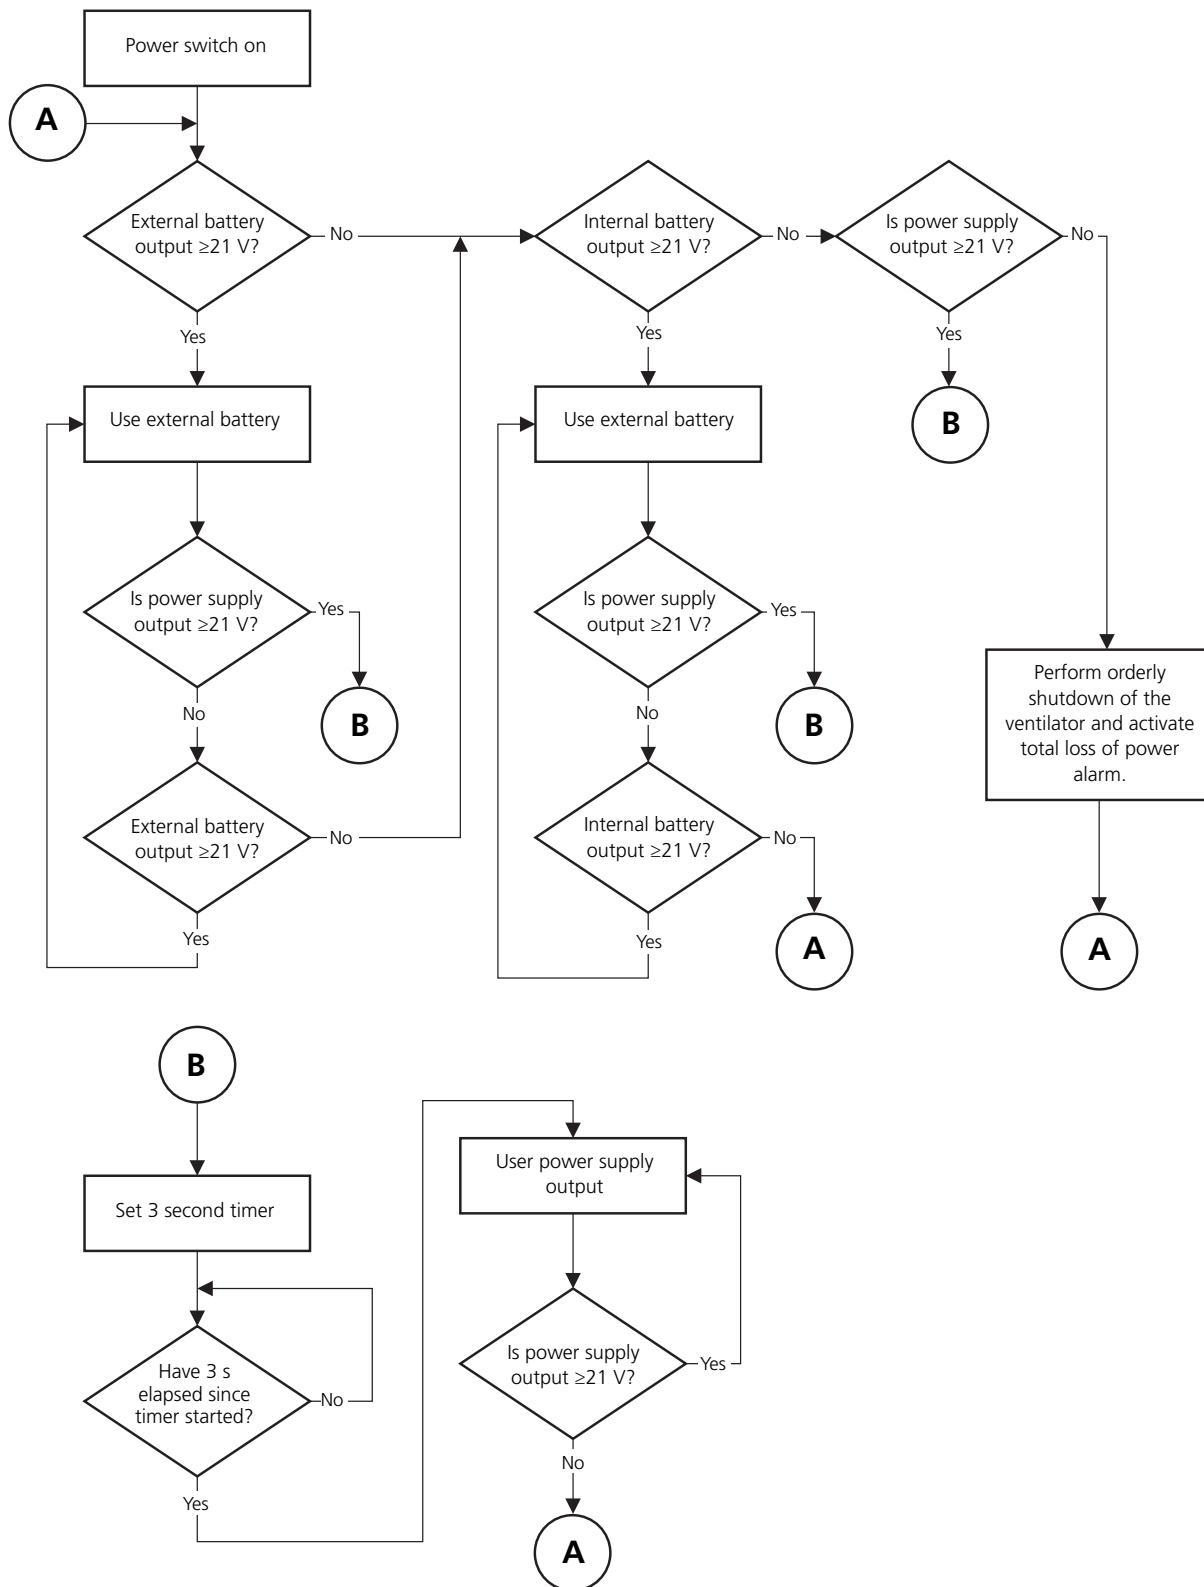 Power switch on
A
External battery
output ≥21 V?
No
Internal battery
output ≥21 V?
No
Is power supply
output ≥21 V?
No
Yes
Yes
Yes
Use external battery
Use external battery
B
Is power supply
output ≥21 V?
Yes
Is power supply
output ≥21 V?
Yes
Perform orderly
shutdown of the
ventilator and activate
total loss of power
alarm.
No
B
No
B
External battery
output ≥21 V?
No
Internal battery
output ≥21 V?
No
Yes
Yes
A
A
B
User power supply
output
Set 3 second timer
Is power supply
output ≥21 V?
Yes
Have 3 s
elapsed since
timer started?
No
No
Yes
A